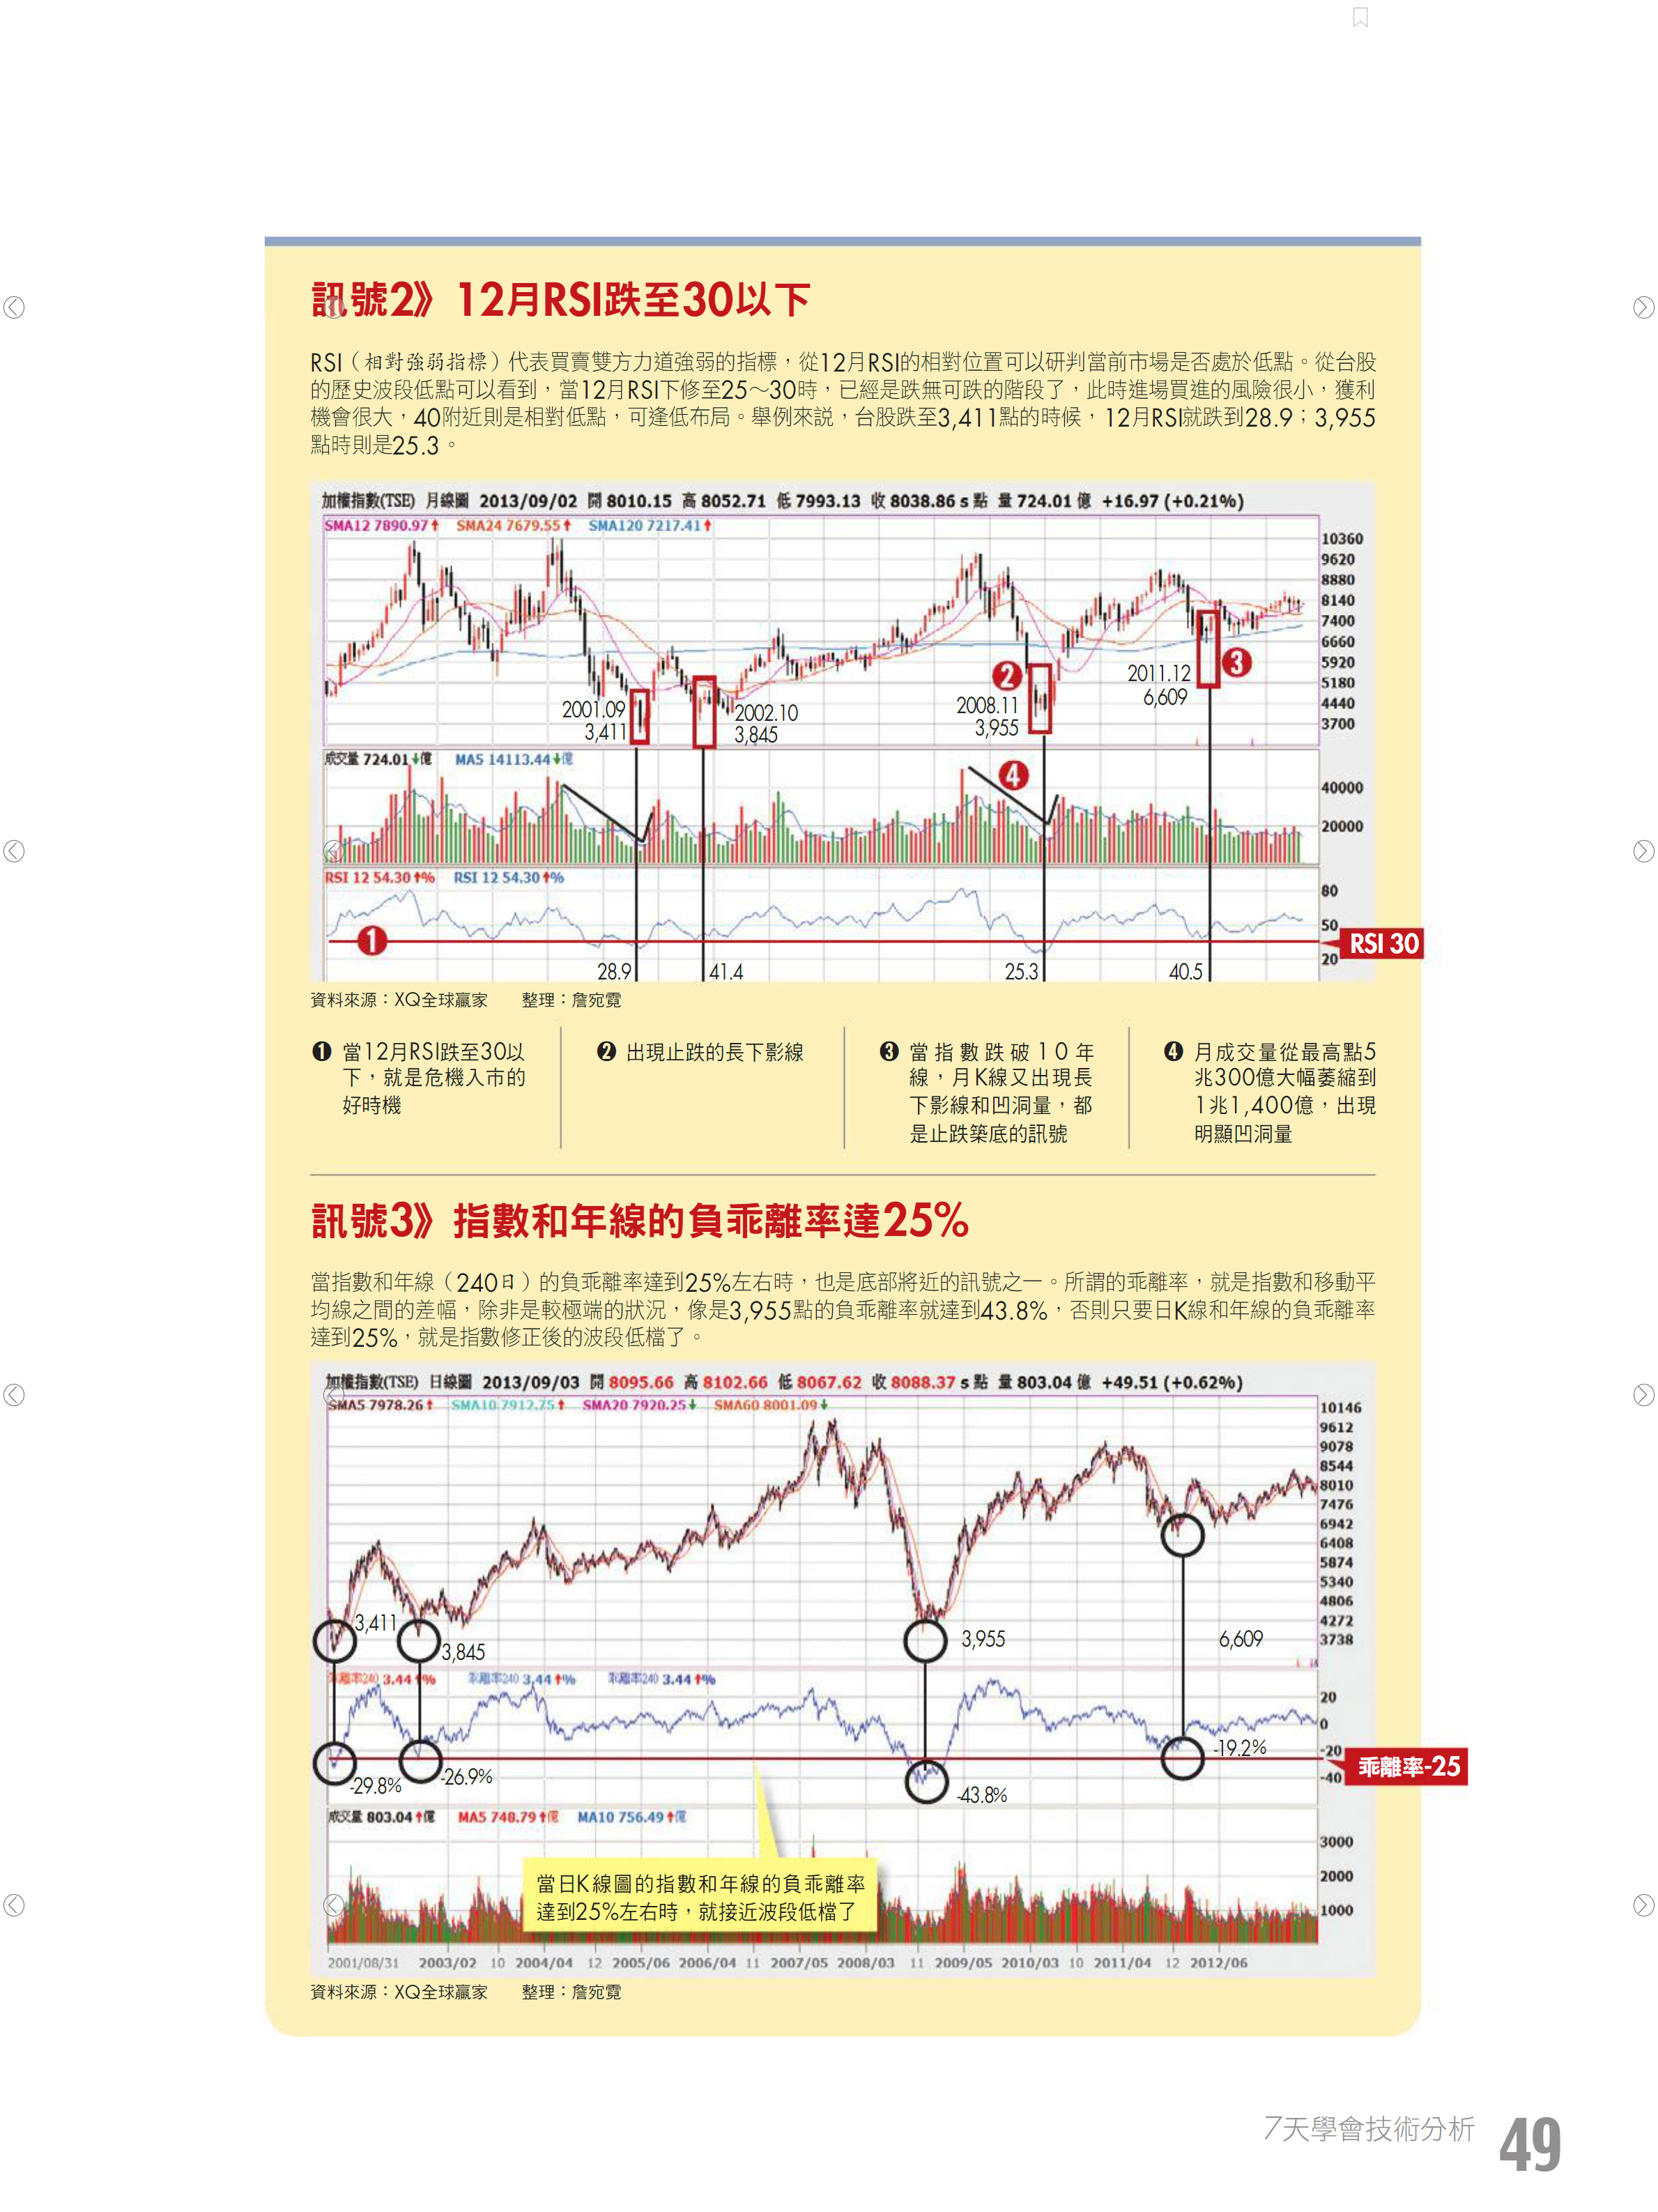 訊號2》12月RSI跌至30以下
RSI（相對強弱指標）代表買賣雙方力道強弱的指標，從12月RSI的相對位置可以研判當前市場是否處於低點。從台股
的歷史波段低點可以看到，當12月RSI下修至25～30時，已經是跌無可跌的階段了，此時進場買進的風險很小，獲利
機會很大，40附近則是相對低點，可逢低布局。舉例來說，台股跌至3,411點的時候，12月RSI就跌到28.9；3,955
點時則是25.3。
加權指數(TSE) 月線圖 2013/09/02 開 8010.15 高 8052.71 低 7993.13 收 8038.86 s 點 量 724.01 億 +16.97 (+0.21%)
SMA12 7890.97↑ SMA24 7679.55↑ SMA120 7217.41↑
10360
9620
8880
8140
7400
6660
5920
5180
4440
3700
2001.09
3,411
2002.10
3,845
2
2008.11
3,955
2011.12
6,609
3
成交量 724.01↓億 MA5 14113.44↓億
4
40000
20000
RSI 12 54.30↑% RSI 12 54.30↑%
80
50
20
1
RSI 30
28.9
41.4
25.3
40.5
資料來源：XQ全球贏家 整理：詹宛霓
❶ 當12月RSI跌至30以
下，就是危機入市的
好時機
❷ 出現止跌的長下影線
❸ 當指數跌破10年
線，月K線又出現長
下影線和凹洞量，都
是止跌築底的訊號
❹ 月成交量從最高點5
兆300億大幅萎縮到
1兆1,400億，出現
明顯凹洞量
訊號3》指數和年線的負乖離率達25%
當指數和年線（240日）的負乖離率達到25%左右時，也是底部將近的訊號之一。所謂的乖離率，就是指數和移動平
均線之間的差幅，除非是較極端的狀況，像是3,955點的負乖離率就達到43.8%，否則只要日K線和年線的負乖離率
達到25%，就是指數修正後的波段低檔了。
加權指數(TSE) 日線圖 2013/09/03 開 8095.66 高 8102.66 低 8067.62 收 8088.37 s 點 量 803.04 億 +49.51 (+0.62%)
SMA5 7978.26↑ SMA10 7912.75↑ SMA20 7920.25↓ SMA60 8001.09↓
10146
9612
9078
8544
8010
7476
6942
6408
5874
5340
4806
4272
3738
3,411
3,845
3,955
6,609
乖離率240 3.44↑% 乖離率240 3.44↑% 乖離率240 3.44↑%
20
0
-20
-40
乖離率-25
-29.8%
-26.9%
-43.8%
-19.2%
成交量 803.04↑億 MA5 748.79↑億 MA10 756.49↑億
3000
2000
1000
當日K線圖的指數和年線的負乖離率
達到25%左右時，就接近波段低檔了
2001/08/31 2003/02 10 2004/04 12 2005/06 2006/04 11 2007/05 2008/03 11 2009/05 2010/03 10 2011/04 12 2012/06
資料來源：XQ全球贏家 整理：詹宛霓
7天學會技術分析 49